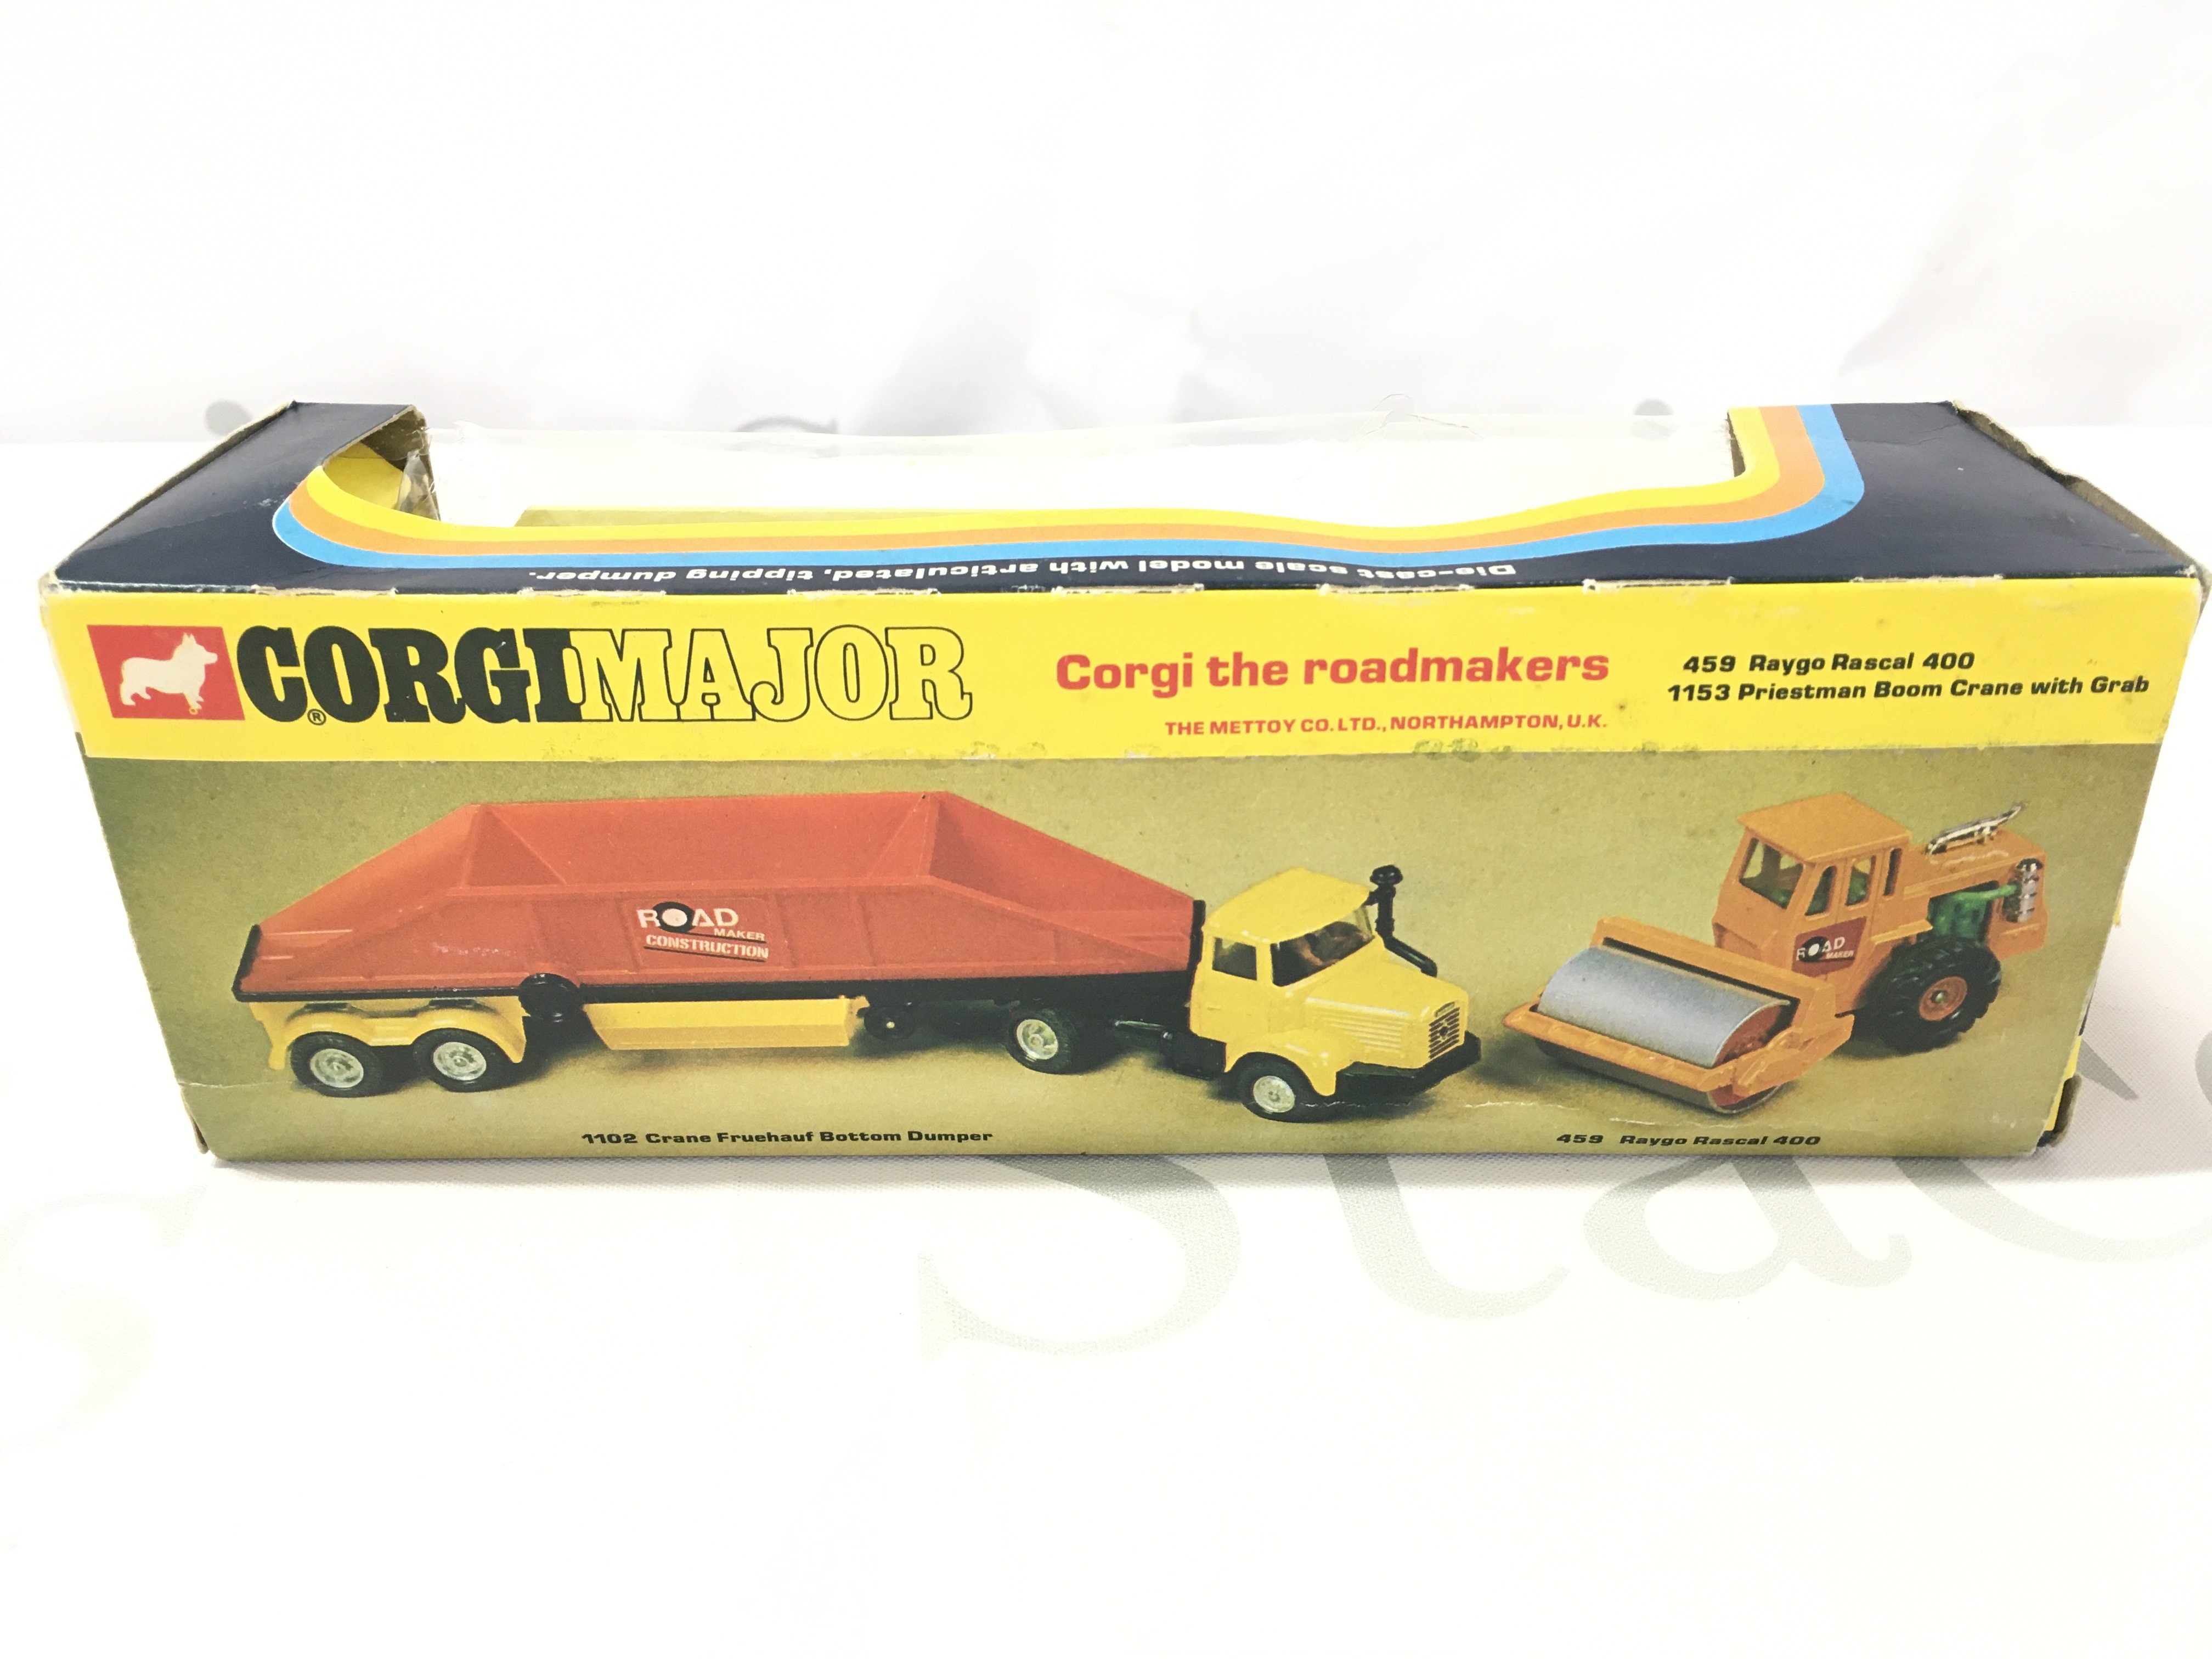 Die-cast scale model with articulated, tipping dumper.
CORGI MAJOR
®
Corgi the roadmakers
THE METTOY CO. LTD., NORTHAMPTON, U.K.
459 Raygo Rascal 400
1153 Priestman Boom Crane with Grab
ROAD
MAKER
CONSTRUCTION
ROAD
MAKER
1102 Crane Fruehauf Bottom Dumper
459 Raygo Rascal 400